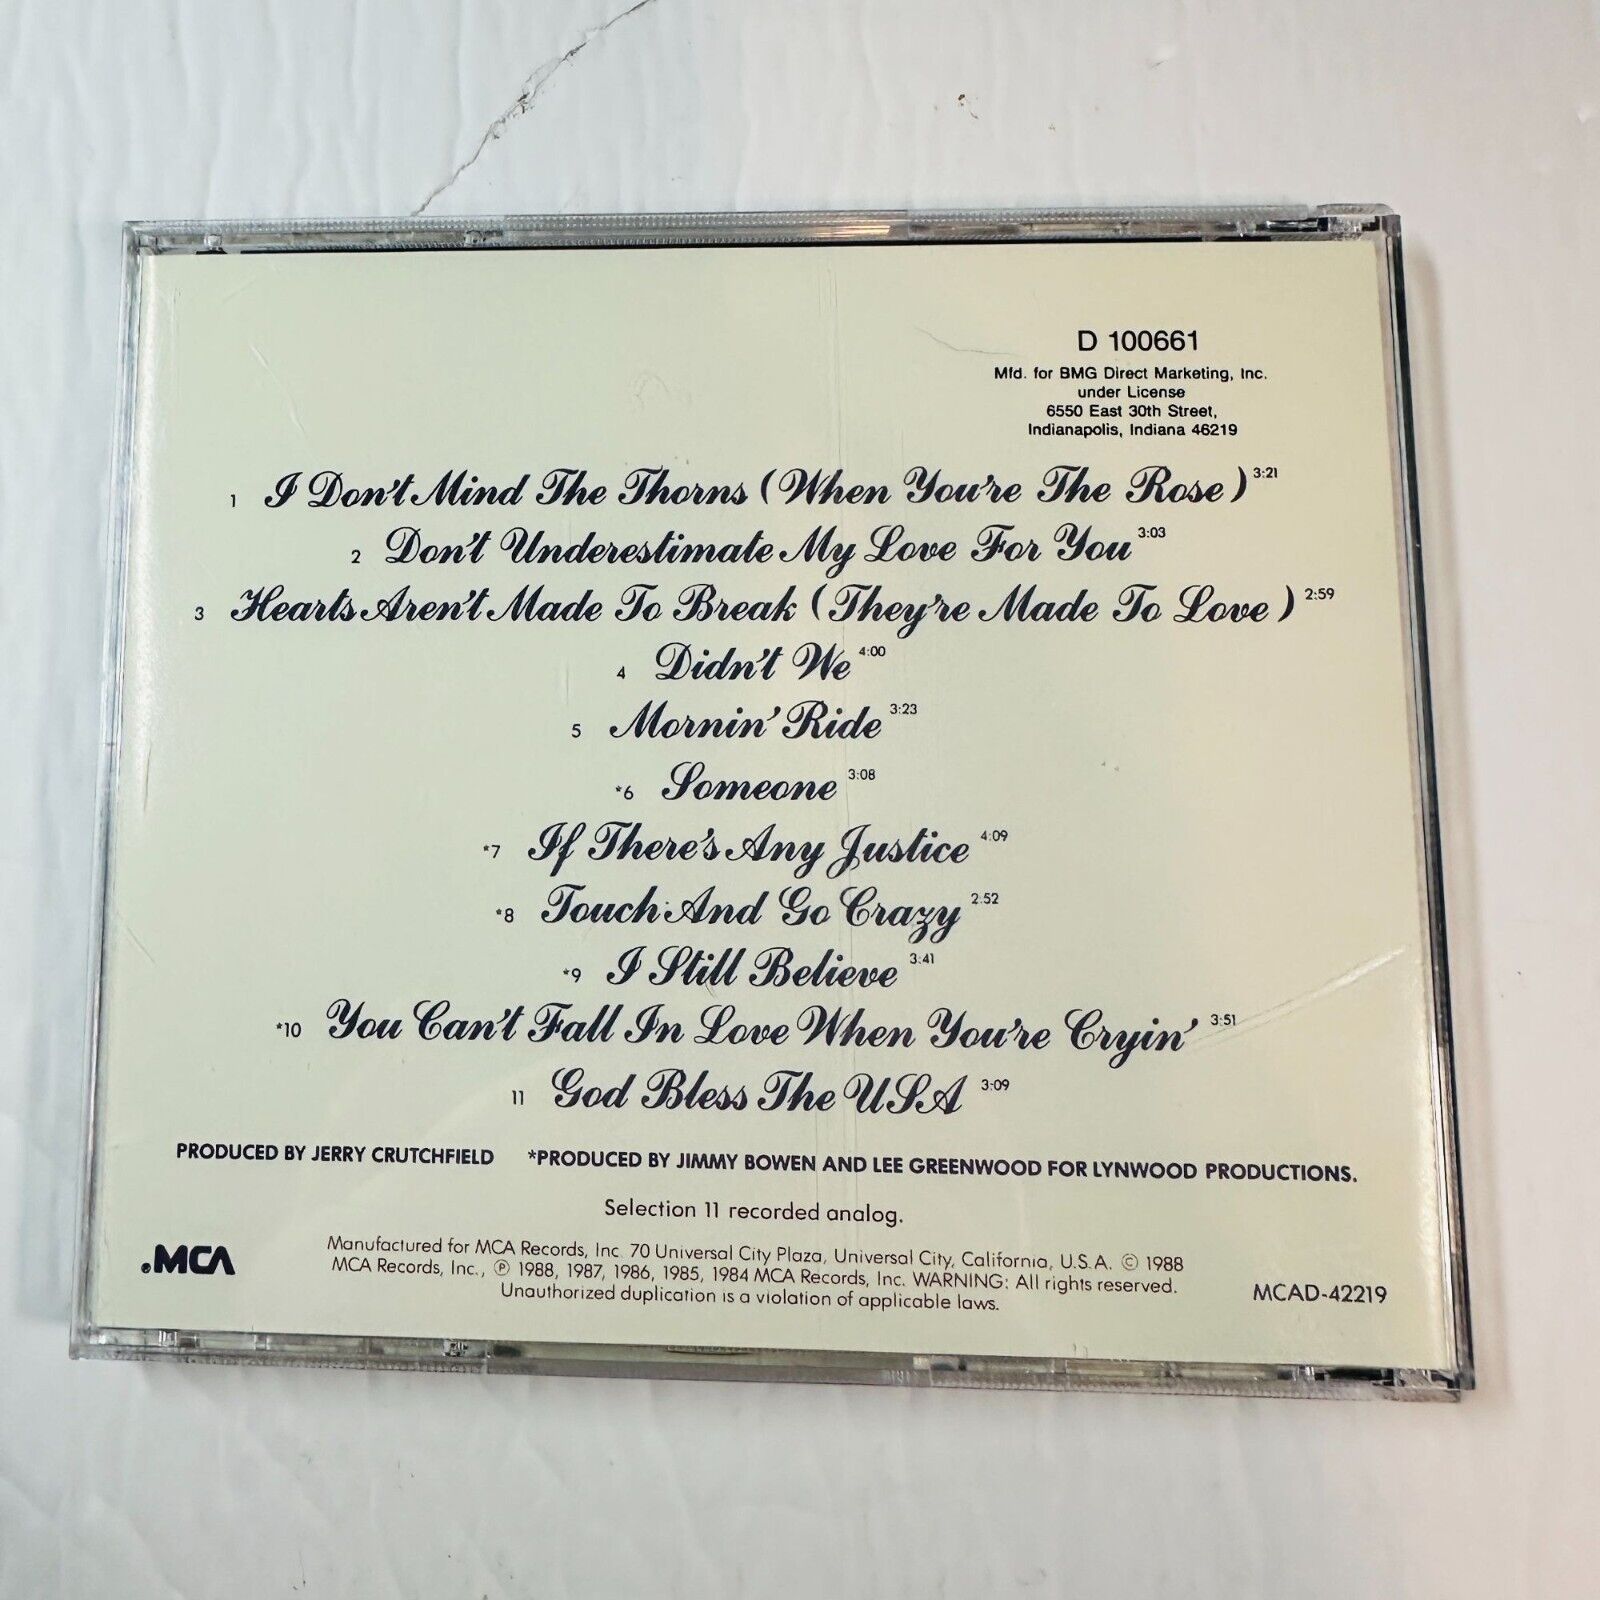 D 100661
Mfd. for BMG Direct Marketing, Inc.
under License
6550 East 30th Street,
Indianapolis, Indiana 46219
1 I Don't Mind The Thorns (When You're The Rose) 3:21
2 Don't Underestimate My Love For You 3:03
3 Hearts Aren't Made To Break (They're Made To Love) 2:59
4 Didn't We 4:00
5 Mornin' Ride 3:23
*6 Someone 3:08
*7 If There's Any Justice 4:09
*8 Touch And Go Crazy 2:52
*9 I Still Believe 3:41
*10 You Can't Fall In Love When You're Cryin' 3:51
11 God Bless The USA 3:09
PRODUCED BY JERRY CRUTCHFIELD *PRODUCED BY JIMMY BOWEN AND LEE GREENWOOD FOR LYNWOOD PRODUCTIONS.
Selection 11 recorded analog.
MCA
Manufactured for MCA Records, Inc. 70 Universal City Plaza, Universal City, California, U.S.A. © 1988
MCA Records, Inc., ℗ 1988, 1987, 1986, 1985, 1984 MCA Records, Inc. WARNING: All rights reserved.
Unauthorized duplication is a violation of applicable laws.
MCAD-42219